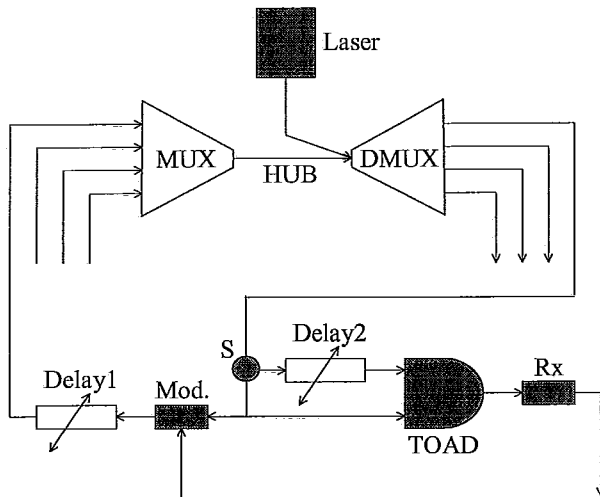 Laser
MUX
HUB
DMUX
S
Delay2
Rx
Delay1
Mod.
TOAD